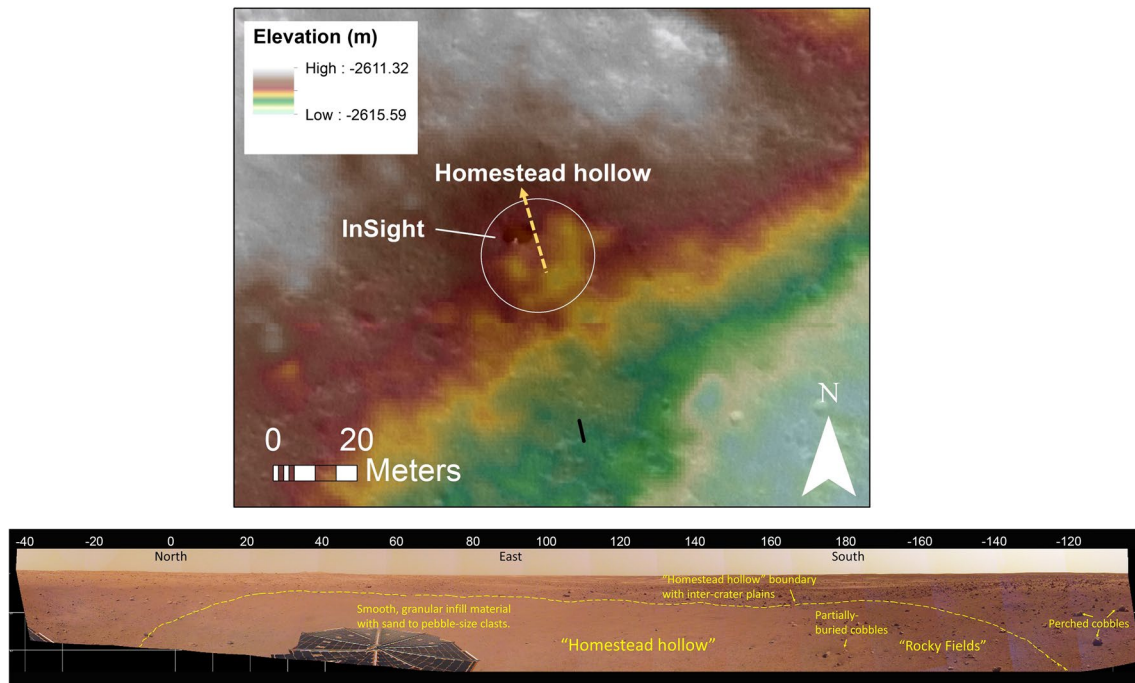 Elevation (m)
High : -2611.32
Low : -2615.59
Homestead hollow
InSight
N
0 20
Meters
-40 -20 0 20 40 60 80 100 120 140 160 180 -160 -140 -120
North East South
"Homestead hollow" boundary
with inter-crater plains
Smooth, granular infill material
with sand to pebble-size clasts.
Partially-
buried cobbles
Perched cobbles
"Homestead hollow"
"Rocky Fields"